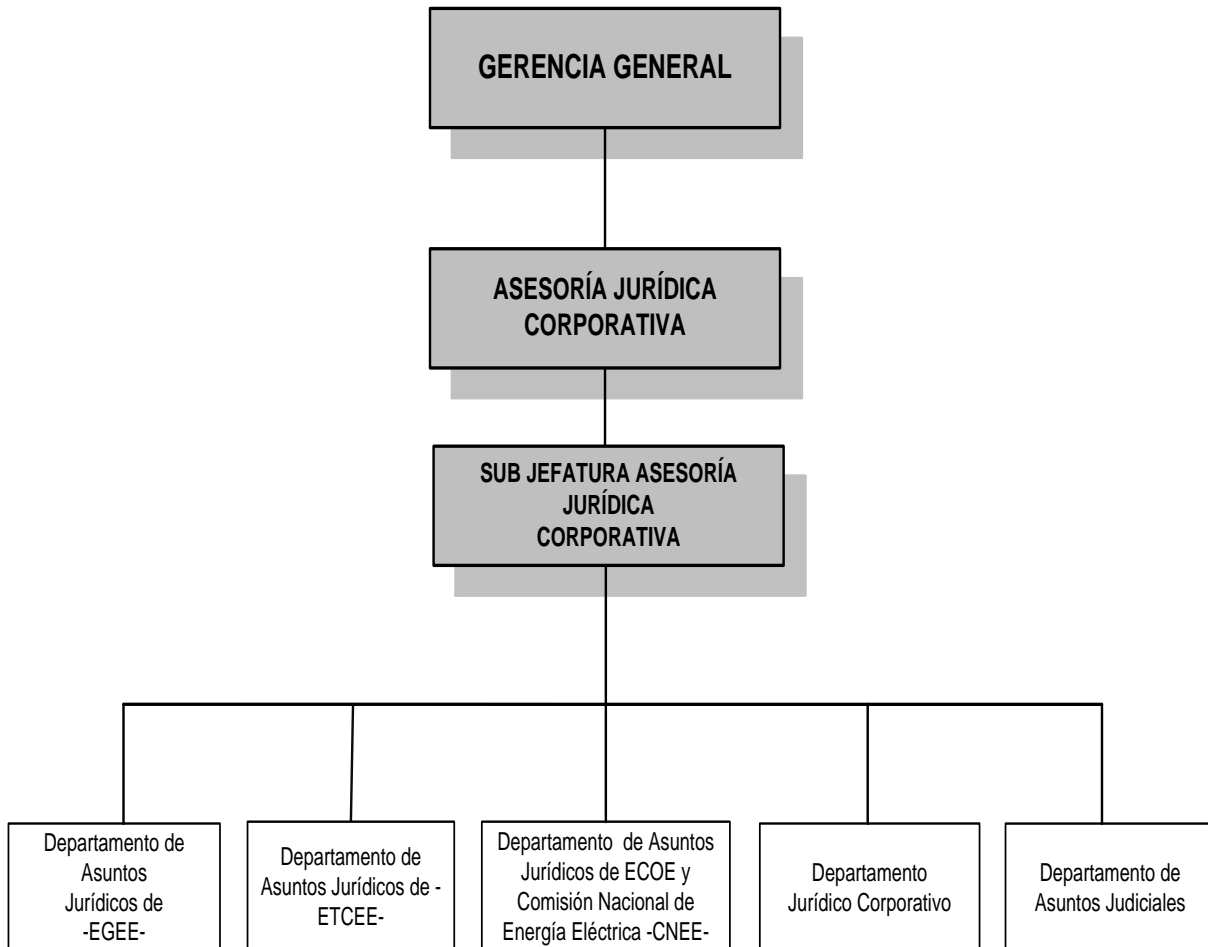 GERENCIA GENERAL
ASESORÍA JURÍDICA
CORPORATIVA
SUB JEFATURA ASESORÍA
JURÍDICA
CORPORATIVA
Departamento de
Asuntos
Jurídicos de
-EGEE-
Departamento de
Asuntos Jurídicos de -
ETCEE-
Departamento de Asuntos
Jurídicos de ECOE y
Comisión Nacional de
Energía Eléctrica -CNEE-
Departamento
Jurídico Corporativo
Departamento de
Asuntos Judiciales